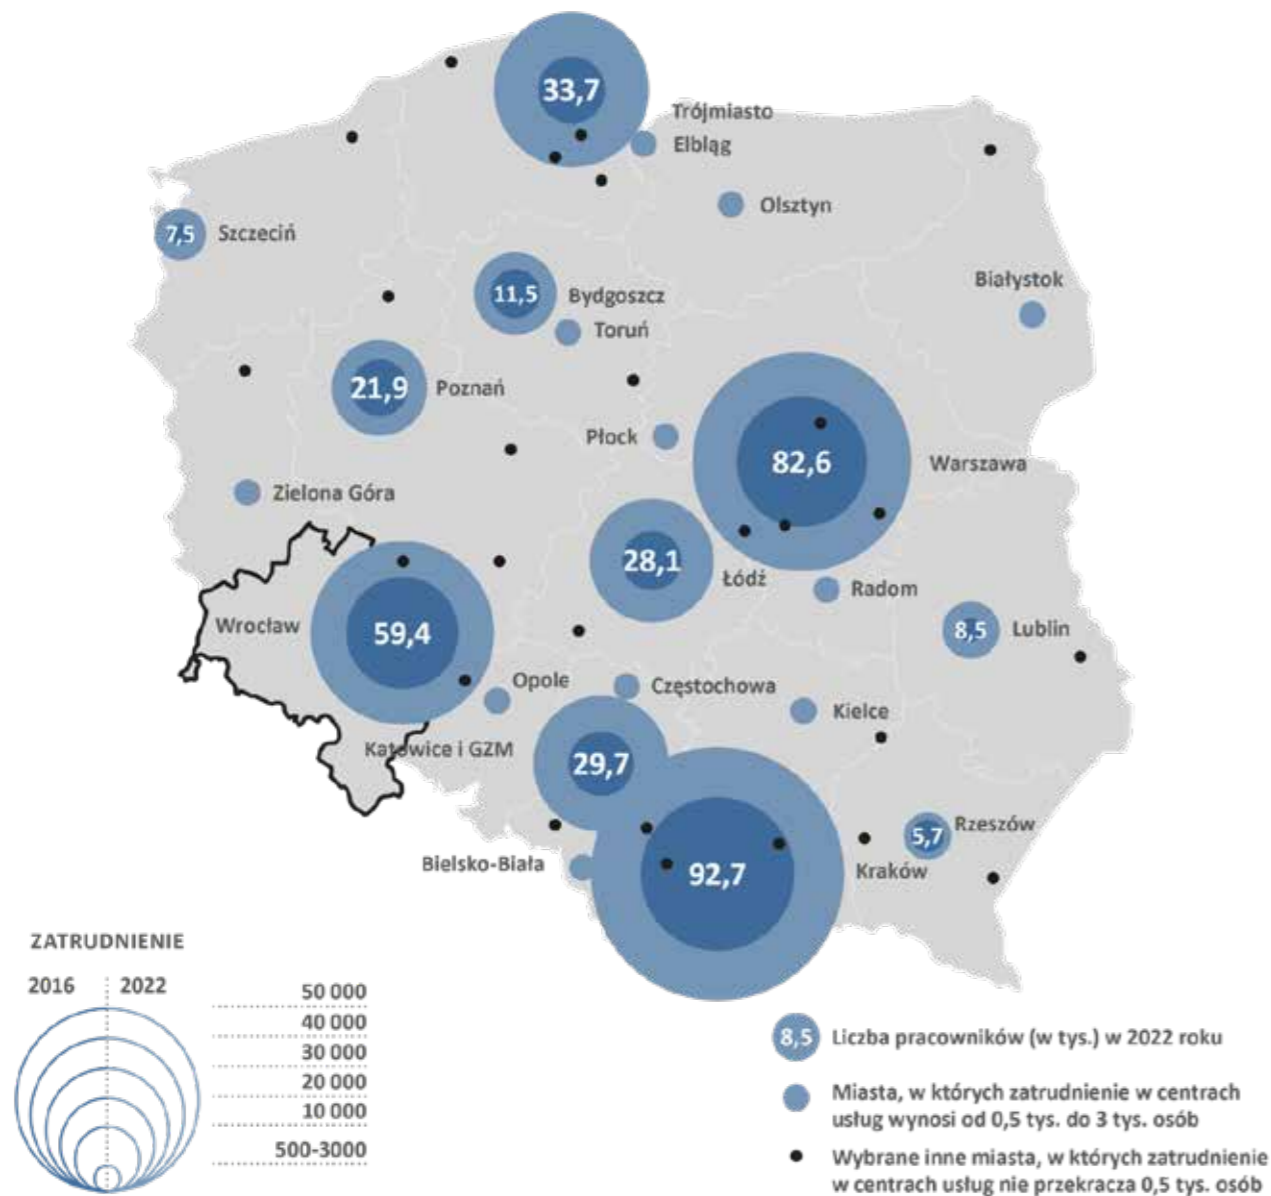 33,7
Trójmiasto
Elbląg
Olsztyn
7,5
Szczeciń
Białystok
11,5
Bydgoszcz
Toruń
21,9
Poznań
Płock
82,6
Warszawa
Zielona Góra
28,1
Łódź
Radom
Wrocław
59,4
8,5
Lublin
Opole
Częstochowa
Kielce
Katowice i GZM
29,7
Rzeszów
5,7
Bielsko-Biała
92,7
Kraków
ZATRUDNIENIE
2016
2022
50 000
40 000
30 000
20 000
10 000
500-3000
8,5
Liczba pracowników (w tys.) w 2022 roku
Miasta, w których zatrudnienie w centrach
usług wynosi od 0,5 tys. do 3 tys. osób
Wybrane inne miasta, w których zatrudnienie
w centrach usług nie przekracza 0,5 tys. osób